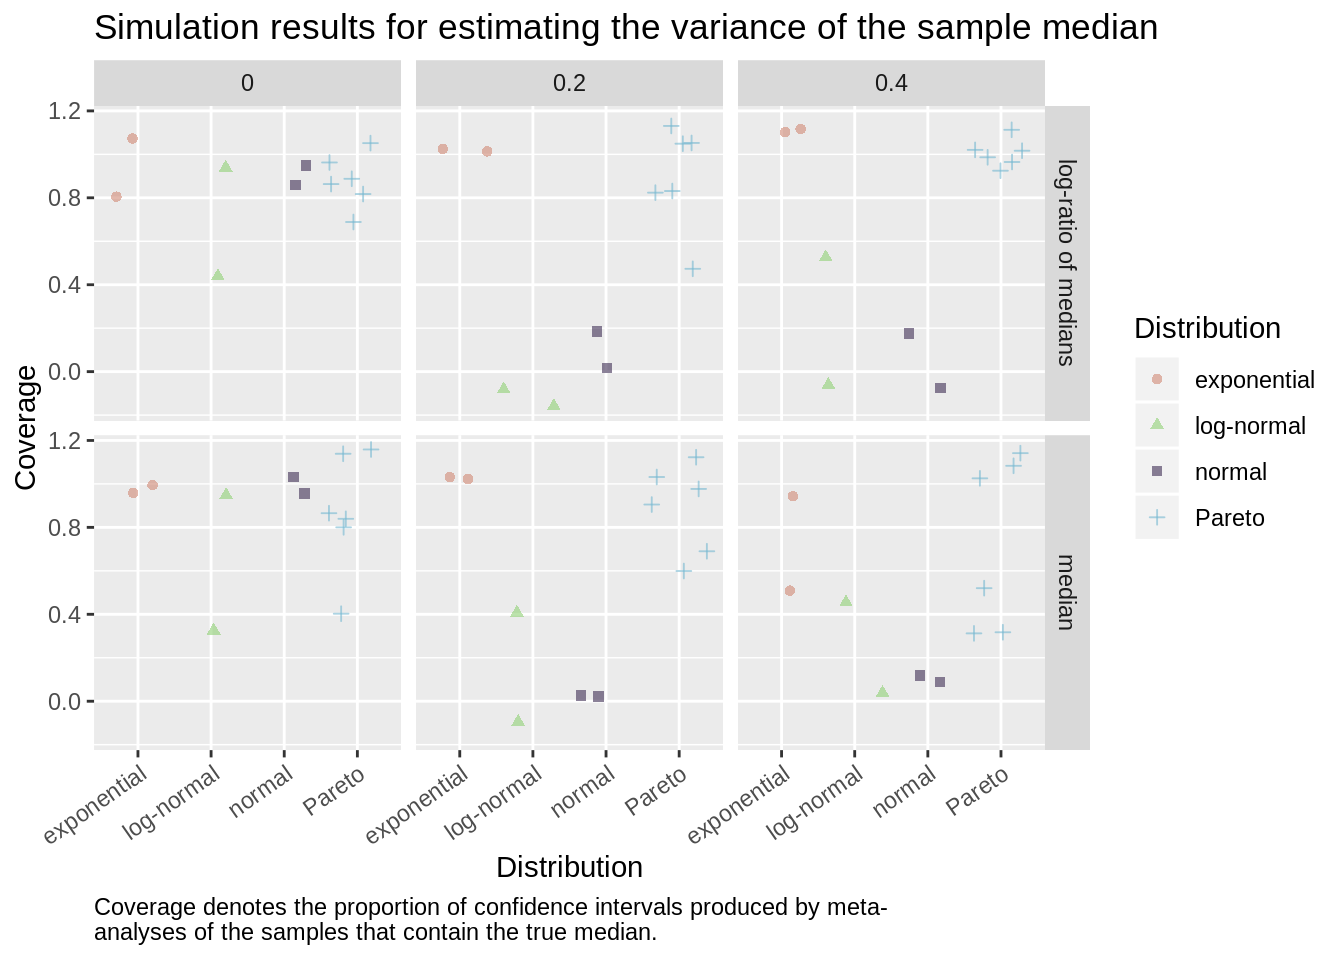 Simulation results for estimating the variance of the sample median
0
0.2
0.4
1.2
0.8
0.4
0.0
log-ratio of medians
1.2
0.8
0.4
0.0
median
Coverage
exponential
log-normal
normal
Pareto
exponential
log-normal
normal
Pareto
exponential
log-normal
normal
Pareto
Distribution
Distribution
exponential
log-normal
normal
Pareto
Coverage denotes the proportion of confidence intervals produced by meta-
analyses of the samples that contain the true median.